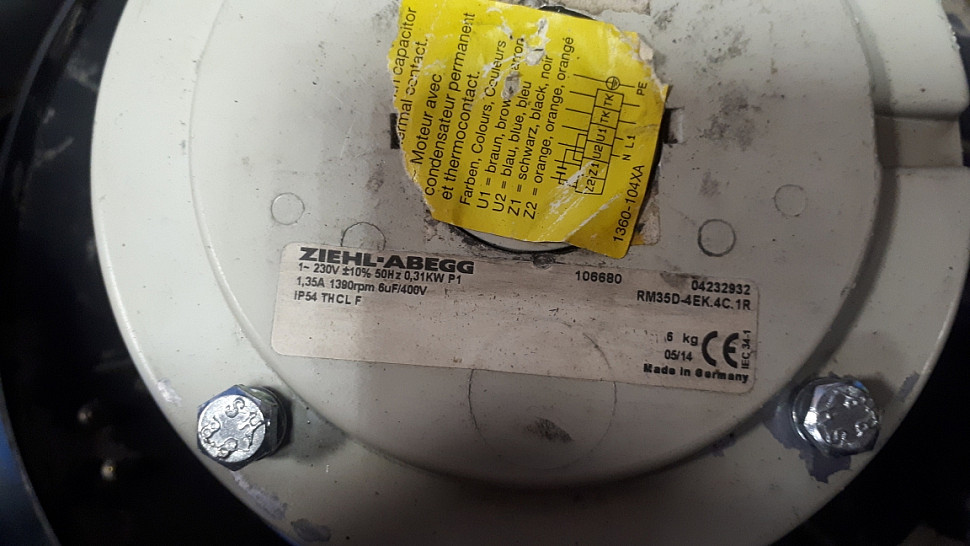 capacitor
contact.
Moteur avec
condensateur permanent
et thermocontact.
Farben, Colours, Couleurs
U1 = braun, brown,
U2 = blau, blue, bleu
Z1 = schwarz, black, noir
Z2 = orange, orange, orangé
Z2 Z1 U2 U1 TK TK
N L1 PE
1360-104XA
ZIEHL-ABEGG
1~ 230V ±10% 50Hz 0,31KW P1
1,35A 1390rpm 6uF/400V
IP54 THCL F
106680
04232932
RM35D-4EK.4C.1R
6 kg
05/14
CE
IEC 34-1
Made in Germany